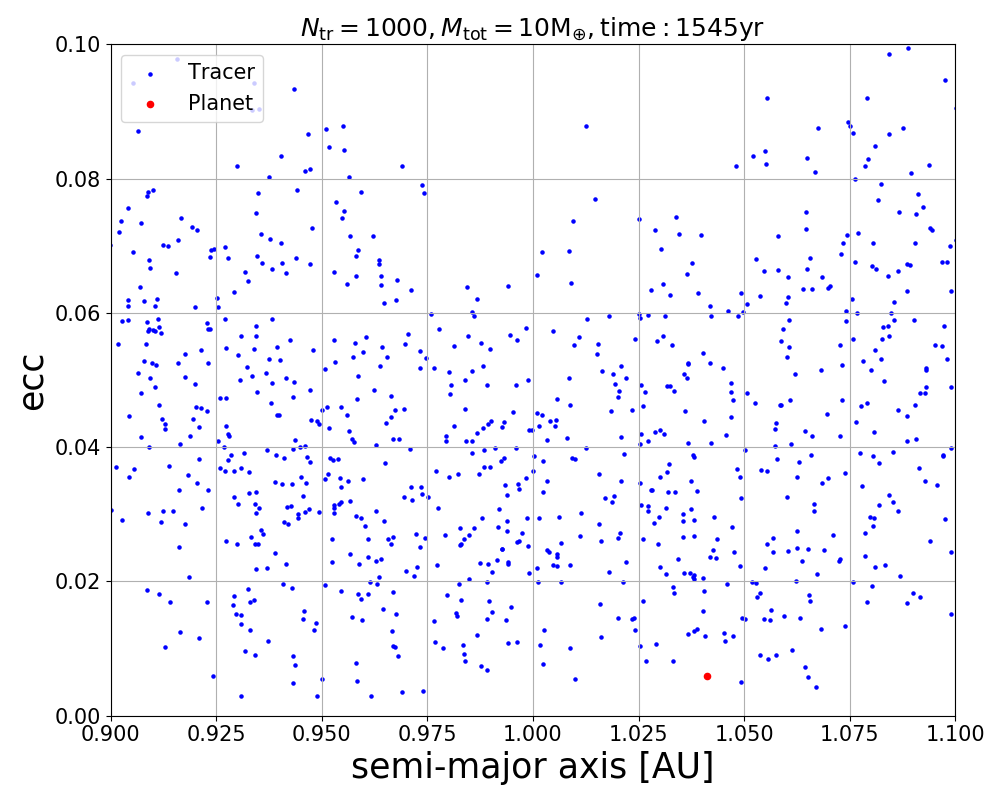 N_tr = 1000, M_tot = 10M_⊕, time : 1545yr
0.10
Tracer
Planet
0.08
0.06
0.04
0.02
0.00
ecc
0.900 0.925 0.950 0.975 1.000 1.025 1.050 1.075 1.100
semi-major axis [AU]